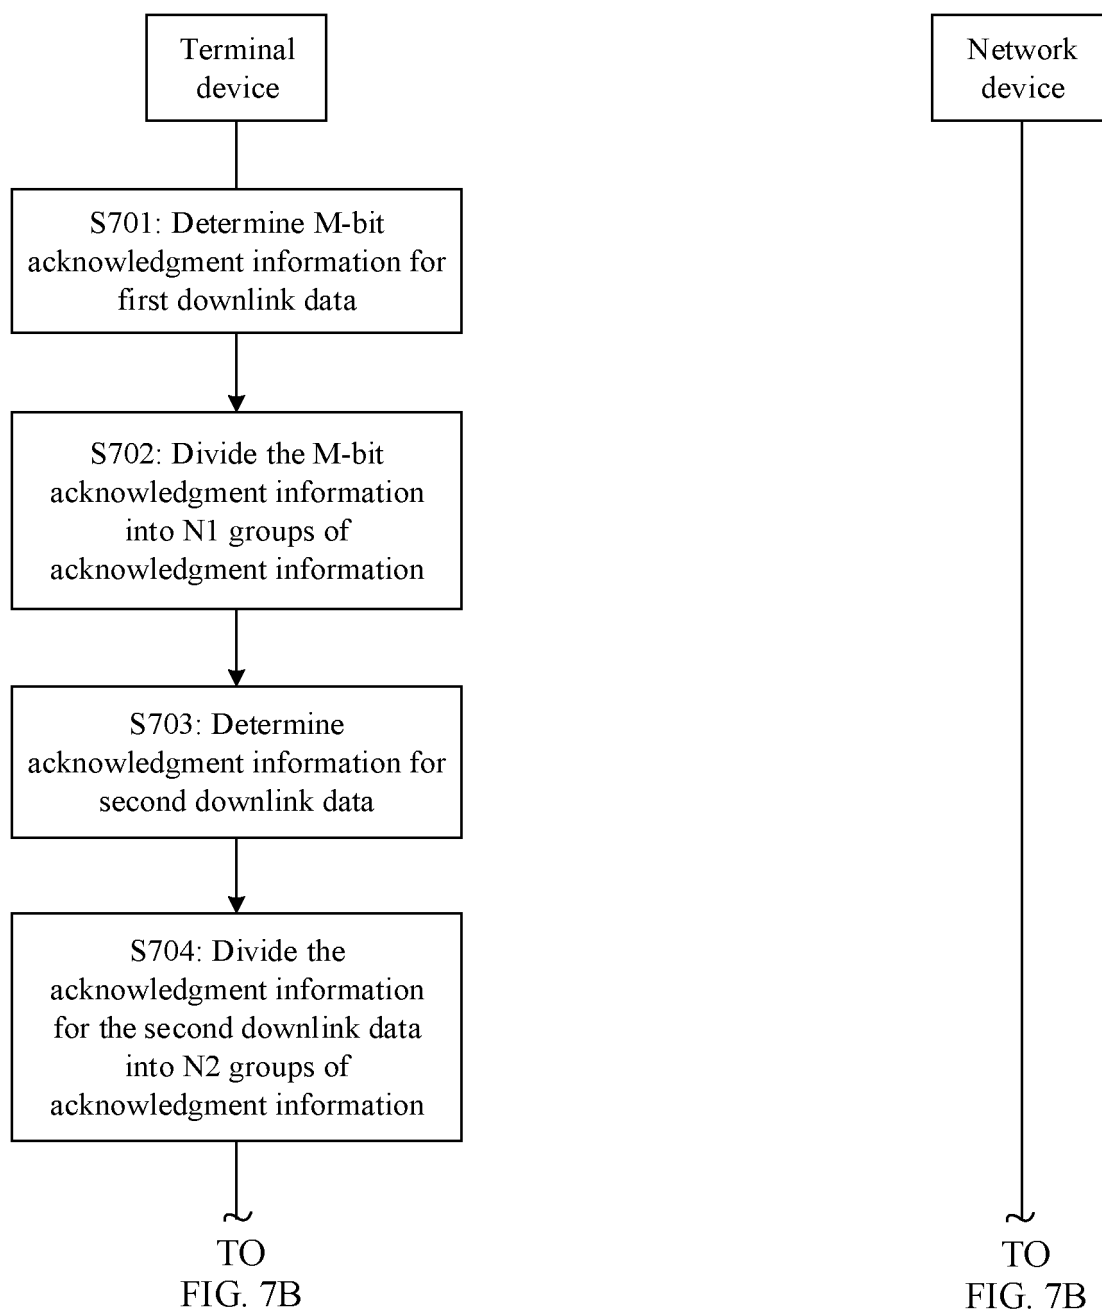 Terminal
device
Network
device
S701: Determine M-bit
acknowledgment information for
first downlink data
S702: Divide the M-bit
acknowledgment information
into N1 groups of
acknowledgment information
S703: Determine
acknowledgment information for
second downlink data
S704: Divide the
acknowledgment information
for the second downlink data
into N2 groups of
acknowledgment information
TO
FIG. 7B
TO
FIG. 7B